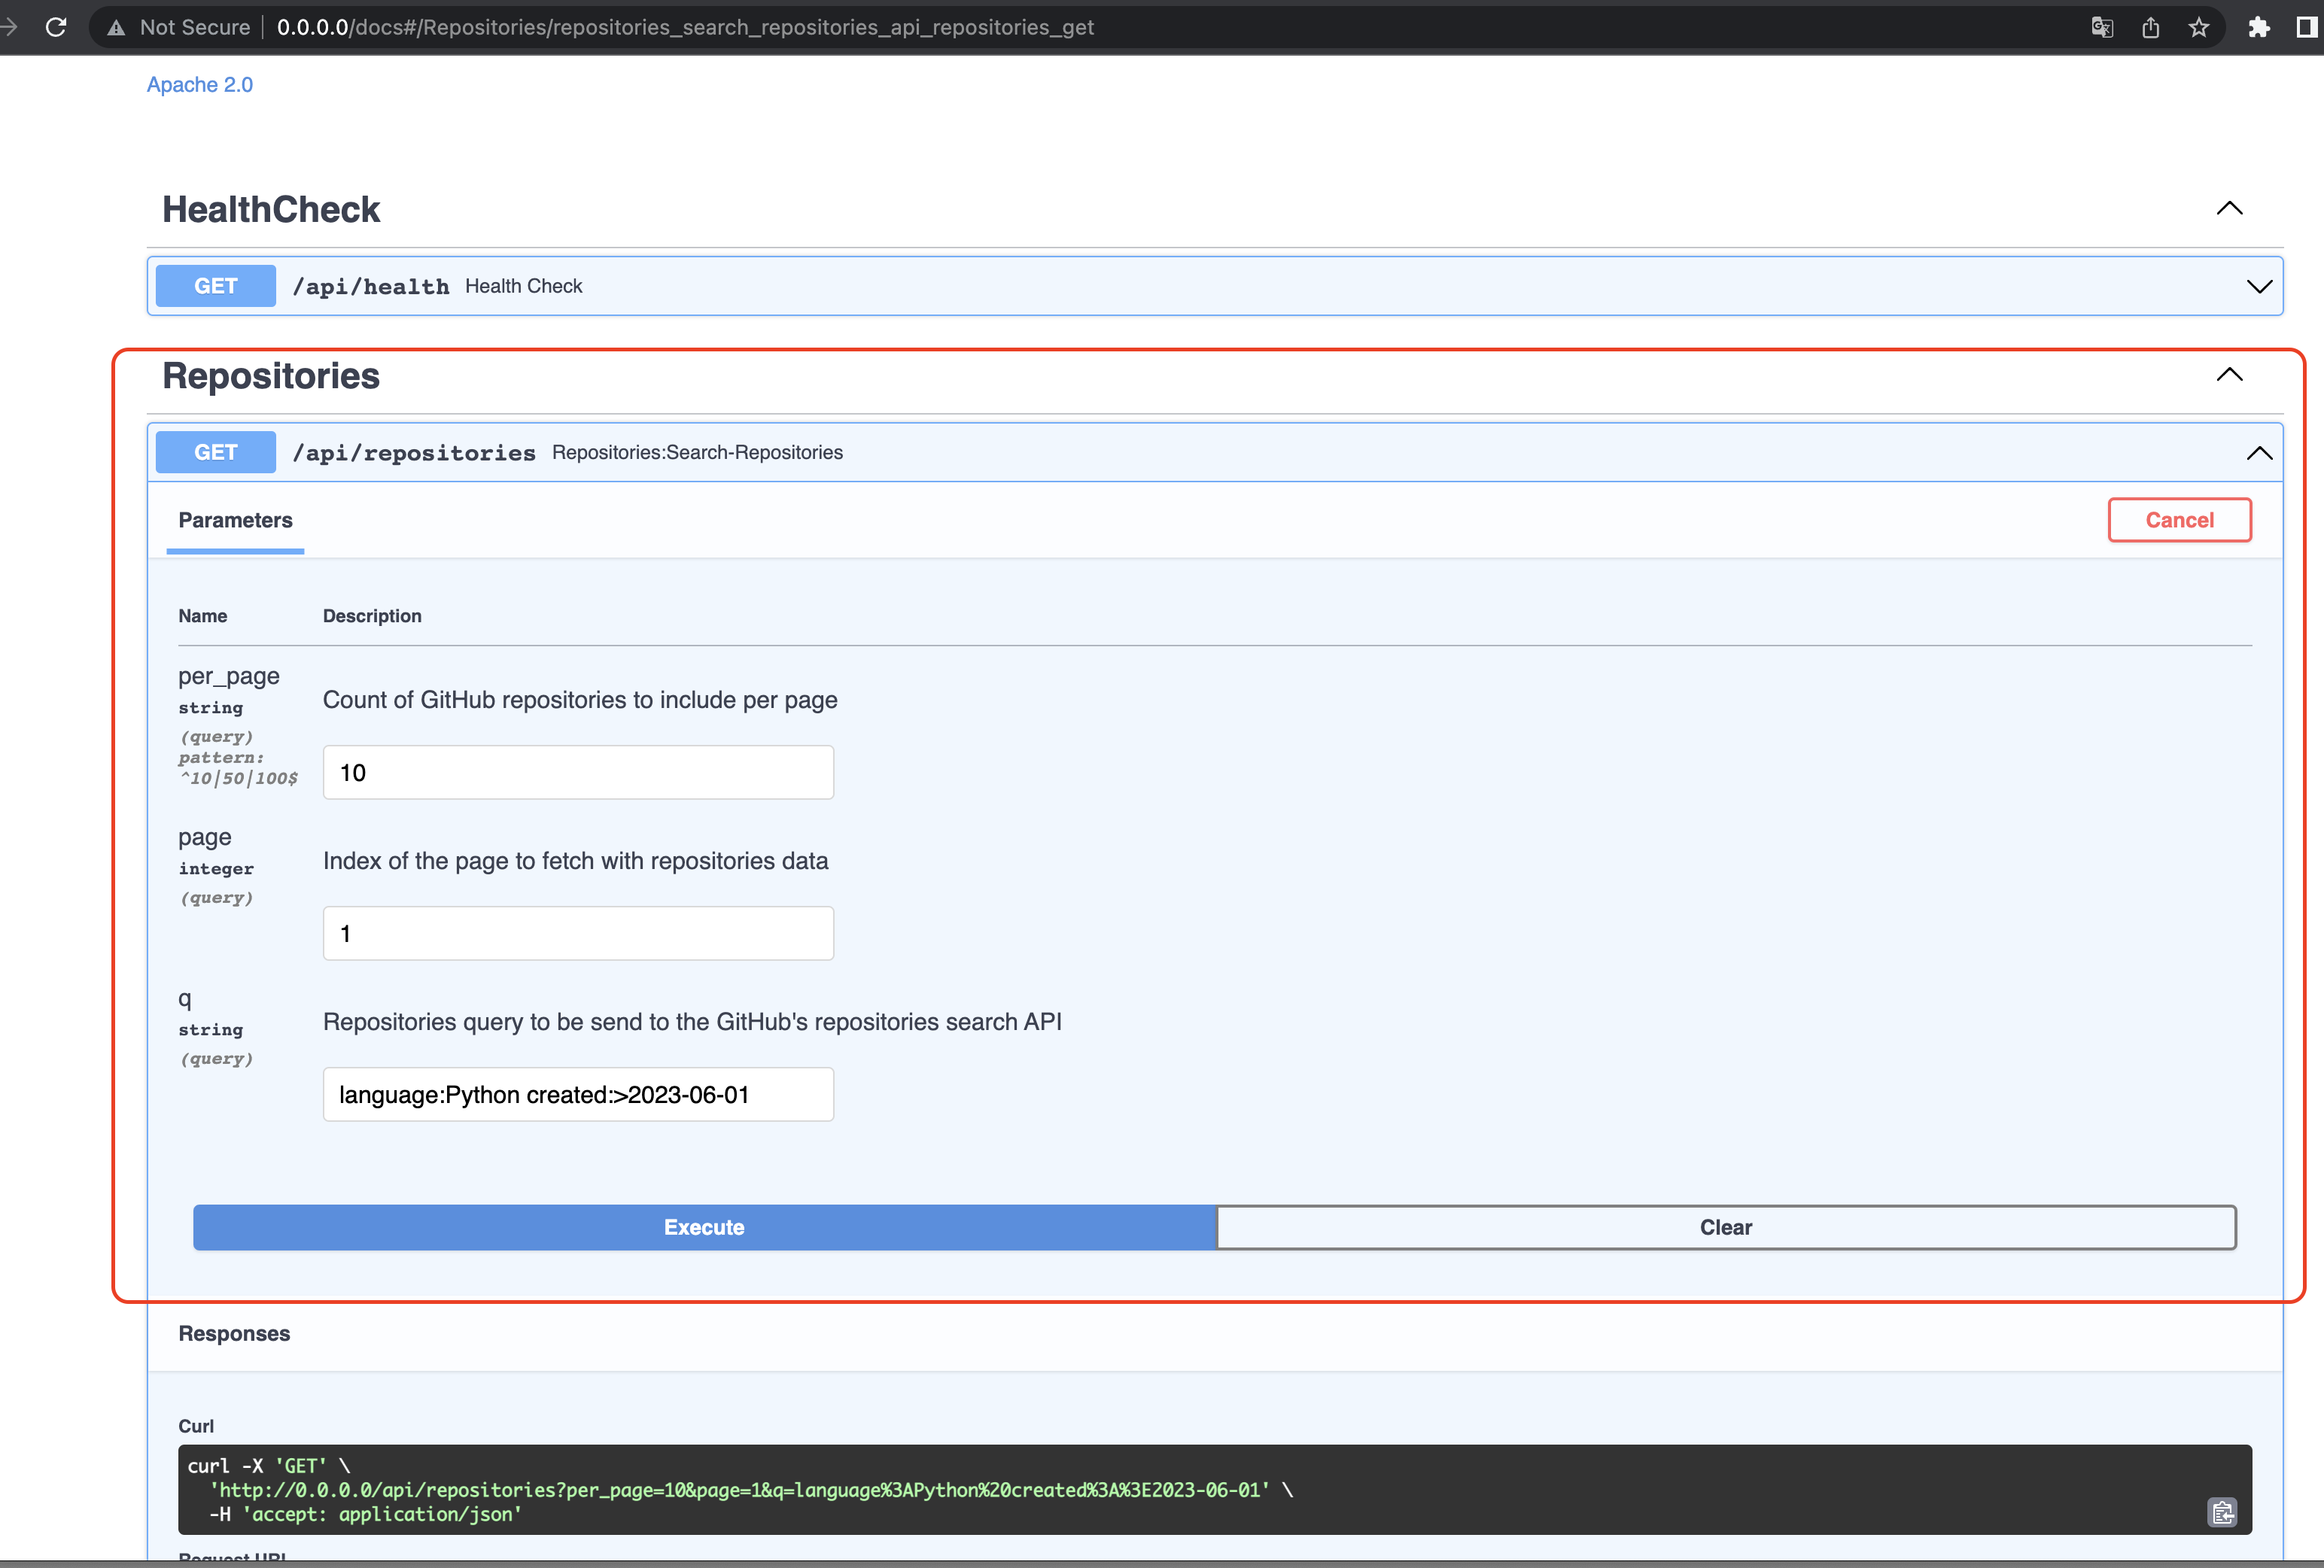 Not Secure 0.0.0.0/docs#/Repositories/repositories_search_repositories_api_repositories_get
Apache 2.0
HealthCheck
GET /api/health Health Check
Repositories
GET /api/repositories Repositories:Search-Repositories
Parameters Cancel
Name Description
per_page
string
(query)
pattern:
^10|50|100$
Count of GitHub repositories to include per page
10
page
integer
(query)
Index of the page to fetch with repositories data
1
q
string
(query)
Repositories query to be send to the GitHub's repositories search API
language:Python created:>2023-06-01
Execute Clear
Responses
Curl
curl -X 'GET' \
'http://0.0.0.0/api/repositories?per_page=10&page=1&q=language%3APython%20created%3A%3E2023-06-01' \
-H 'accept: application/json'
Request URL